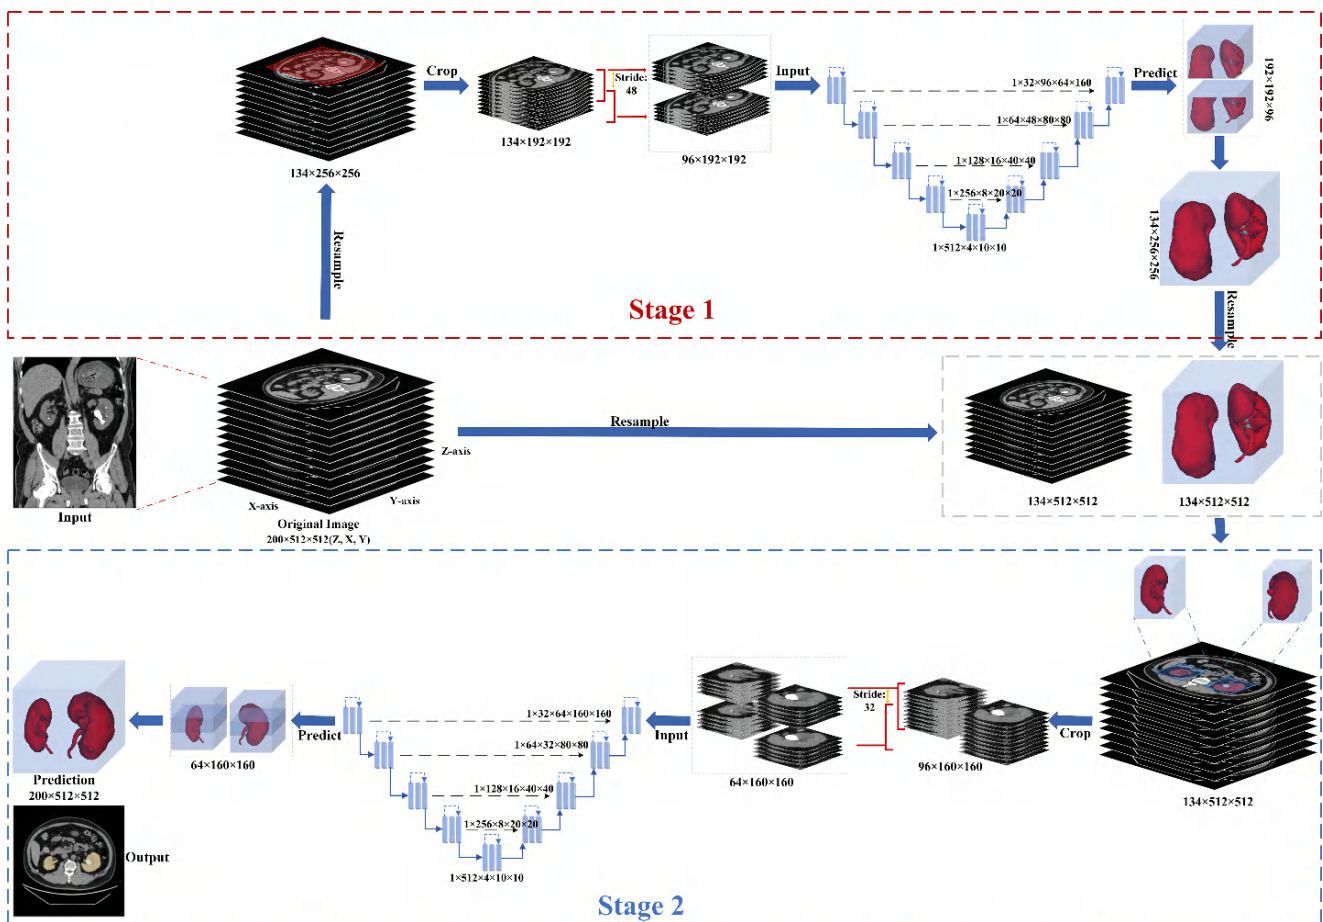 Crop
Stride:
48
Input
Predict
1×32×96×64×160
1×64×48×80×80
1×128×16×40×40
1×256×8×20×20
1×512×4×10×10
134×256×256
134×192×192
96×192×192
192×192×96
134×256×256
Resample
Stage 1
Resample
Input
X-axis
Y-axis
Z-axis
Original Image
200×512×512(Z, X, Y)
Resample
134×512×512
134×512×512
Prediction
200×512×512
Output
64×160×160
Predict
1×32×64×160×160
1×64×32×80×80
1×128×16×40×40
1×256×8×20×20
1×512×4×10×10
Input
64×160×160
Stride:
32
96×160×160
Crop
134×512×512
Stage 2